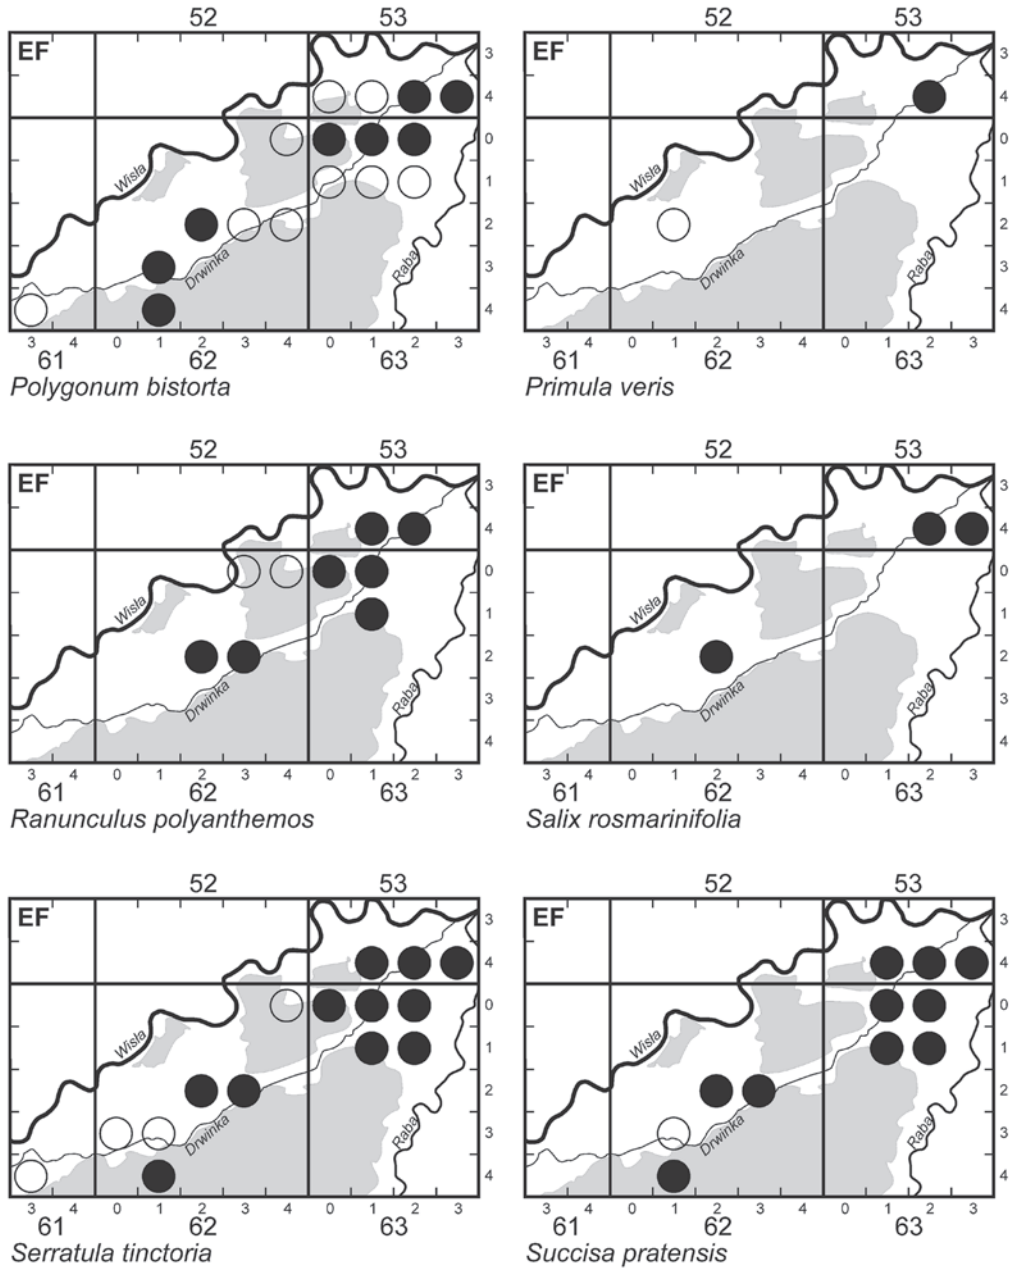 52 53
EF 3
4
0
Wisła 1
2
Drwinka Raba 3
4
3 4 0 1 2 3 4 0 1 2 3
61 62 63
Polygonum bistorta
52 53
EF 3
4
0
Wisła 1
2
Drwinka Raba 3
4
3 4 0 1 2 3 4 0 1 2 3
61 62 63
Primula veris
52 53
EF 3
4
0
Wisła 1
2
Drwinka Raba 3
4
3 4 0 1 2 3 4 0 1 2 3
61 62 63
Ranunculus polyanthemos
52 53
EF 3
4
0
Wisła 1
2
Drwinka Raba 3
4
3 4 0 1 2 3 4 0 1 2 3
61 62 63
Salix rosmarinifolia
52 53
EF 3
4
0
Wisła 1
2
Drwinka Raba 3
4
3 4 0 1 2 3 4 0 1 2 3
61 62 63
Serratula tinctoria
52 53
EF 3
4
0
Wisła 1
2
Drwinka Raba 3
4
3 4 0 1 2 3 4 0 1 2 3
61 62 63
Succisa pratensis